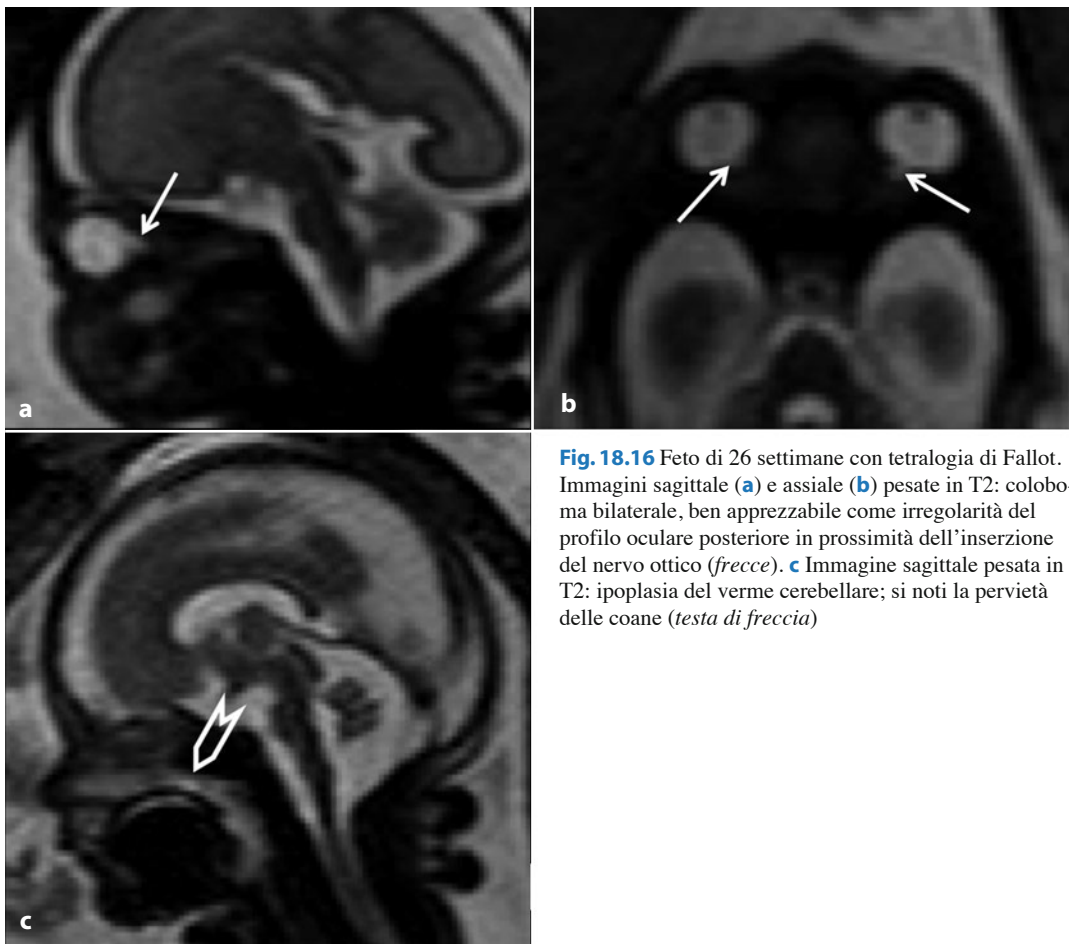 a
b
c
Fig. 18.16 Feto di 26 settimane con tetralogia di Fallot.
Immagini sagittale (a) e assiale (b) pesate in T2: colobo-
ma bilaterale, ben apprezzabile come irregolarità del
profilo oculare posteriore in prossimità dell'inserzione
del nervo ottico (frecce). c Immagine sagittale pesata in
T2: ipoplasia del verme cerebellare; si noti la pervietà
delle coane (testa di freccia)